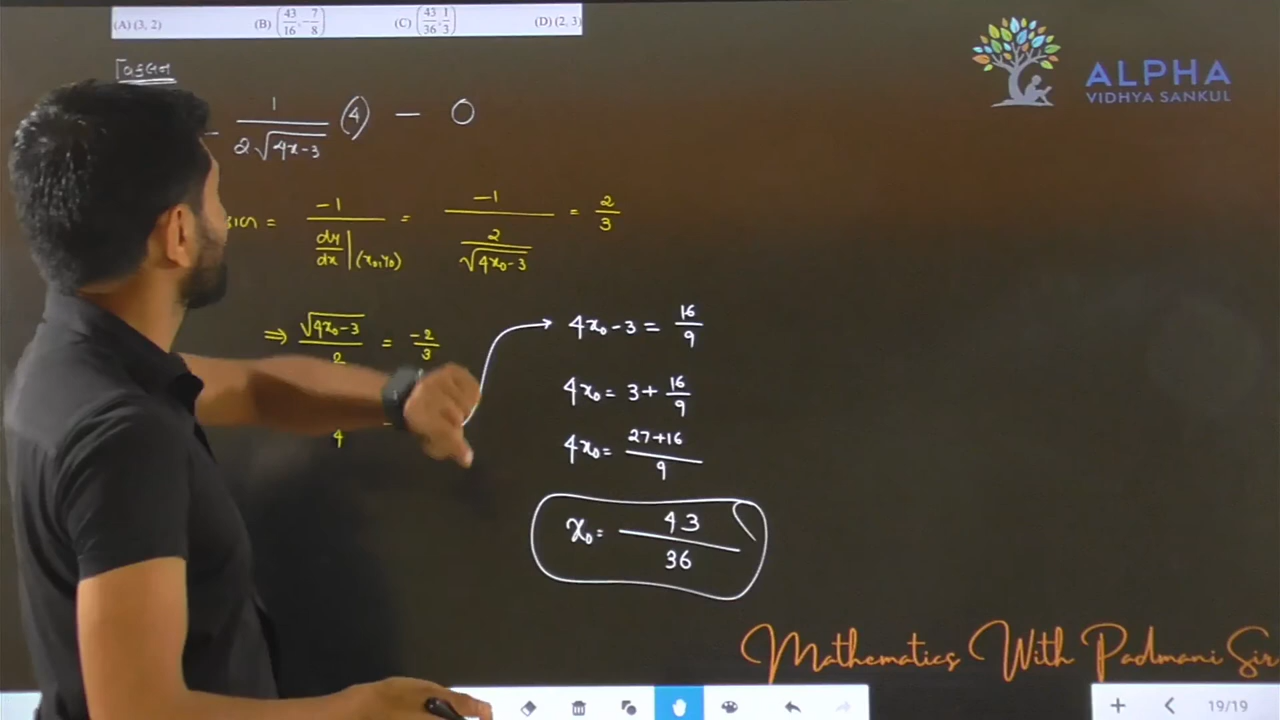 (A) (3, 2) (B) (43/16, -7/8) (C) (43/36, 1/3) (D) (2, 3)
ALPHA
VIDHYA SANKUL
વિકલન
- 1/(2√(4x-3)) (4) - 0
= -1/(dy/dx|(x₀,y₀)) = -1/(2/√(4x₀-3)) = 2/3
⇒ √(4x₀-3)/2 = -2/3
4
4x₀-3 = 16/9
4x₀ = 3 + 16/9
4x₀ = (27+16)/9
x₀ = 43/36
Mathematics With Padmani Sir
19/19